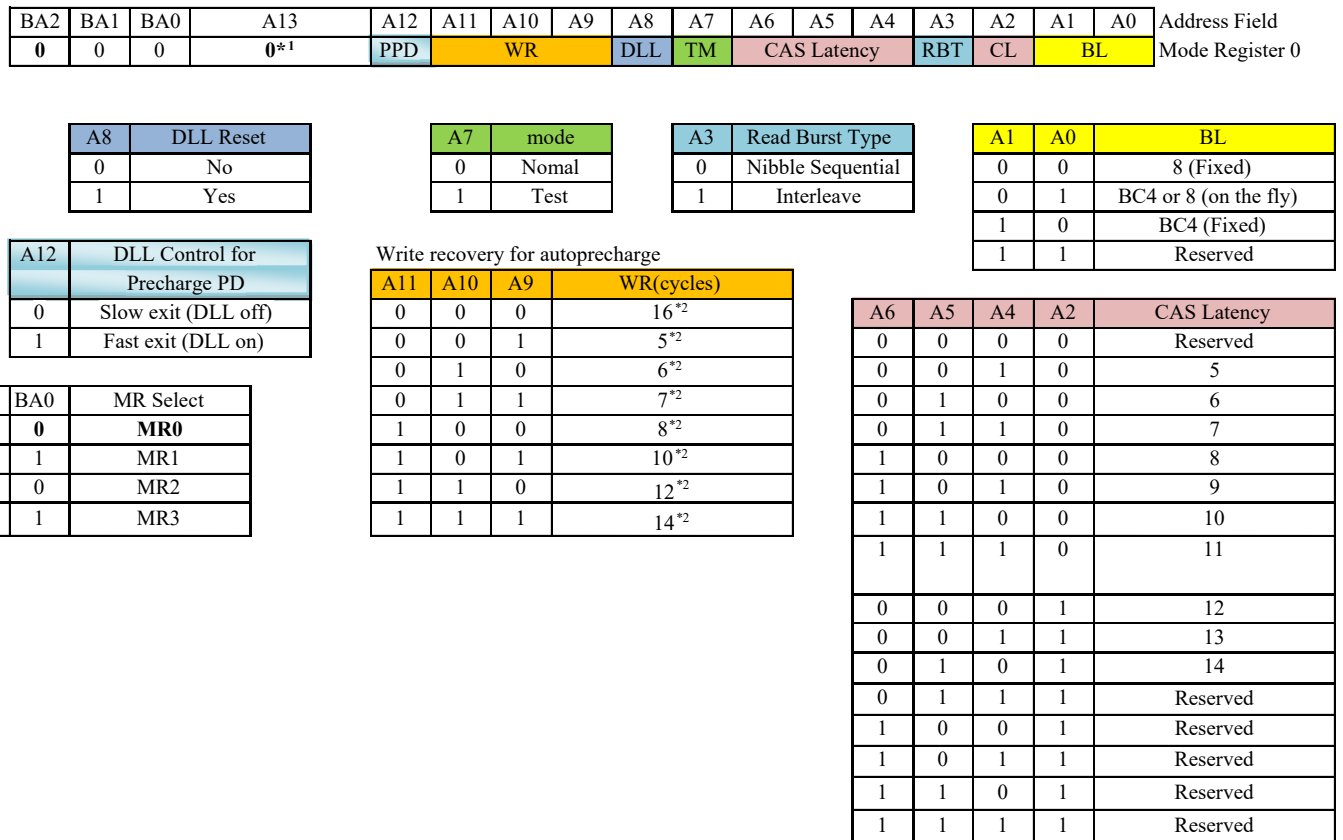 BA2 BA1 BA0 A13 A12 A11 A10 A9 A8 A7 A6 A5 A4 A3 A2 A1 A0 Address Field
0 0 0 0*1 PPD WR DLL TM CAS Latency RBT CL BL Mode Register 0
A8 DLL Reset
0 No
1 Yes
A7 mode
0 Nomal
1 Test
A3 Read Burst Type
0 Nibble Sequential
1 Interleave
A1 A0 BL
0 0 8 (Fixed)
0 1 BC4 or 8 (on the fly)
1 0 BC4 (Fixed)
1 1 Reserved
A12 DLL Control for
Precharge PD
0 Slow exit (DLL off)
1 Fast exit (DLL on)
BA0 MR Select
0 MR0
1 MR1
0 MR2
1 MR3
Write recovery for autoprecharge
A11 A10 A9 WR(cycles)
0 0 0 16*2
0 0 1 5*2
0 1 0 6*2
0 1 1 7*2
1 0 0 8*2
1 0 1 10*2
1 1 0 12*2
1 1 1 14*2
A6 A5 A4 A2 CAS Latency
0 0 0 0 Reserved
0 0 1 0 5
0 1 0 0 6
0 1 1 0 7
1 0 0 0 8
1 0 1 0 9
1 1 0 0 10
1 1 1 0 11
0 0 0 1 12
0 0 1 1 13
0 1 0 1 14
0 1 1 1 Reserved
1 0 0 1 Reserved
1 0 1 1 Reserved
1 1 0 1 Reserved
1 1 1 1 Reserved